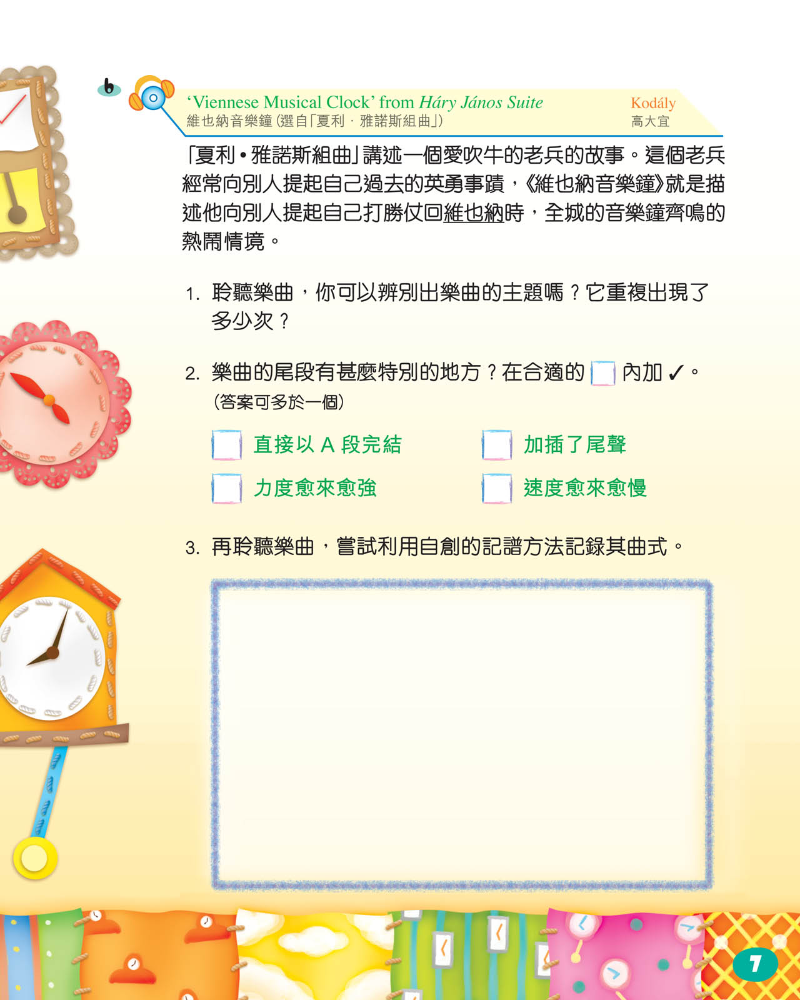 b
‘Viennese Musical Clock’ from Háry János Suite
Kodály
維也納音樂鐘（選自「夏利．雅諾斯組曲」）
高大宜
「夏利•雅諾斯組曲」講述一個愛吹牛的老兵的故事。這個老兵
經常向別人提起自己過去的英勇事蹟，《維也納音樂鐘》就是描
述他向別人提起自己打勝仗回維也納時，全城的音樂鐘齊鳴的
熱鬧情境。
1. 聆聽樂曲，你可以辨別出樂曲的主題嗎？它重複出現了
多少次？
2. 樂曲的尾段有甚麼特別的地方？在合適的 □ 內加 ✓。
（答案可多於一個）
直接以 A 段完結
加插了尾聲
力度愈來愈強
速度愈來愈慢
3. 再聆聽樂曲，嘗試利用自創的記譜方法記錄其曲式。
7